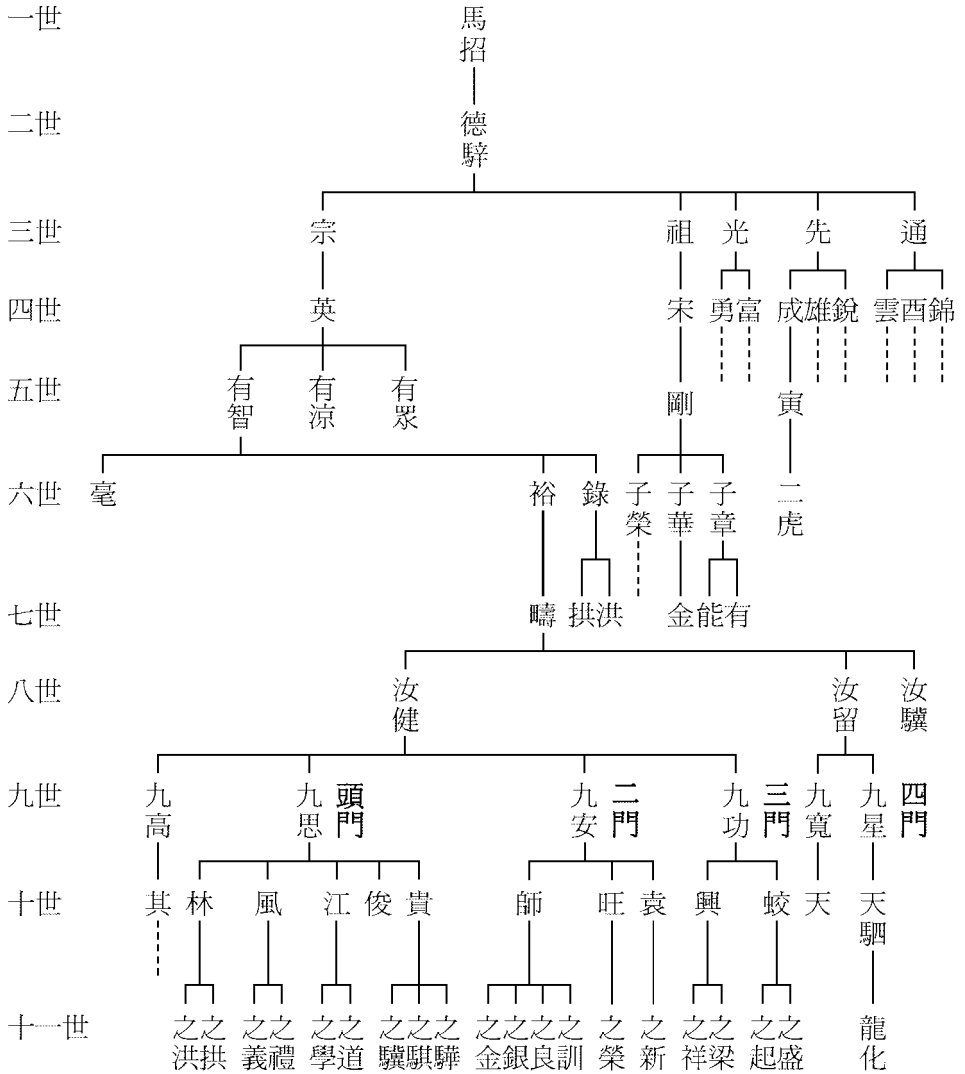 一世 馬招
二世 德騂
三世 宗 祖 光 先 通
四世 英 宋 勇 富 成 雄 銳 雲 酉 錦
五世 有智 有涼 有眾 剛 寅
六世 毫 裕 錄 子榮 子華 子章 二虎
七世 疇 拱 洪 金 能 有
八世 汝健 汝留 汝驥
九世 九高 九思 頭門 九安 二門 九功 三門 九寬 九星 四門
十世 其 林 風 江 俊 貴 師 旺 袁 興 蛟 天 天駟
十一世 之洪 之拱 之義 之禮 之學 之道 之驥 之騏 之驊 之金 之銀 之良 之訓 之榮 之新 之祥 之梁 之起 之盛 龍化